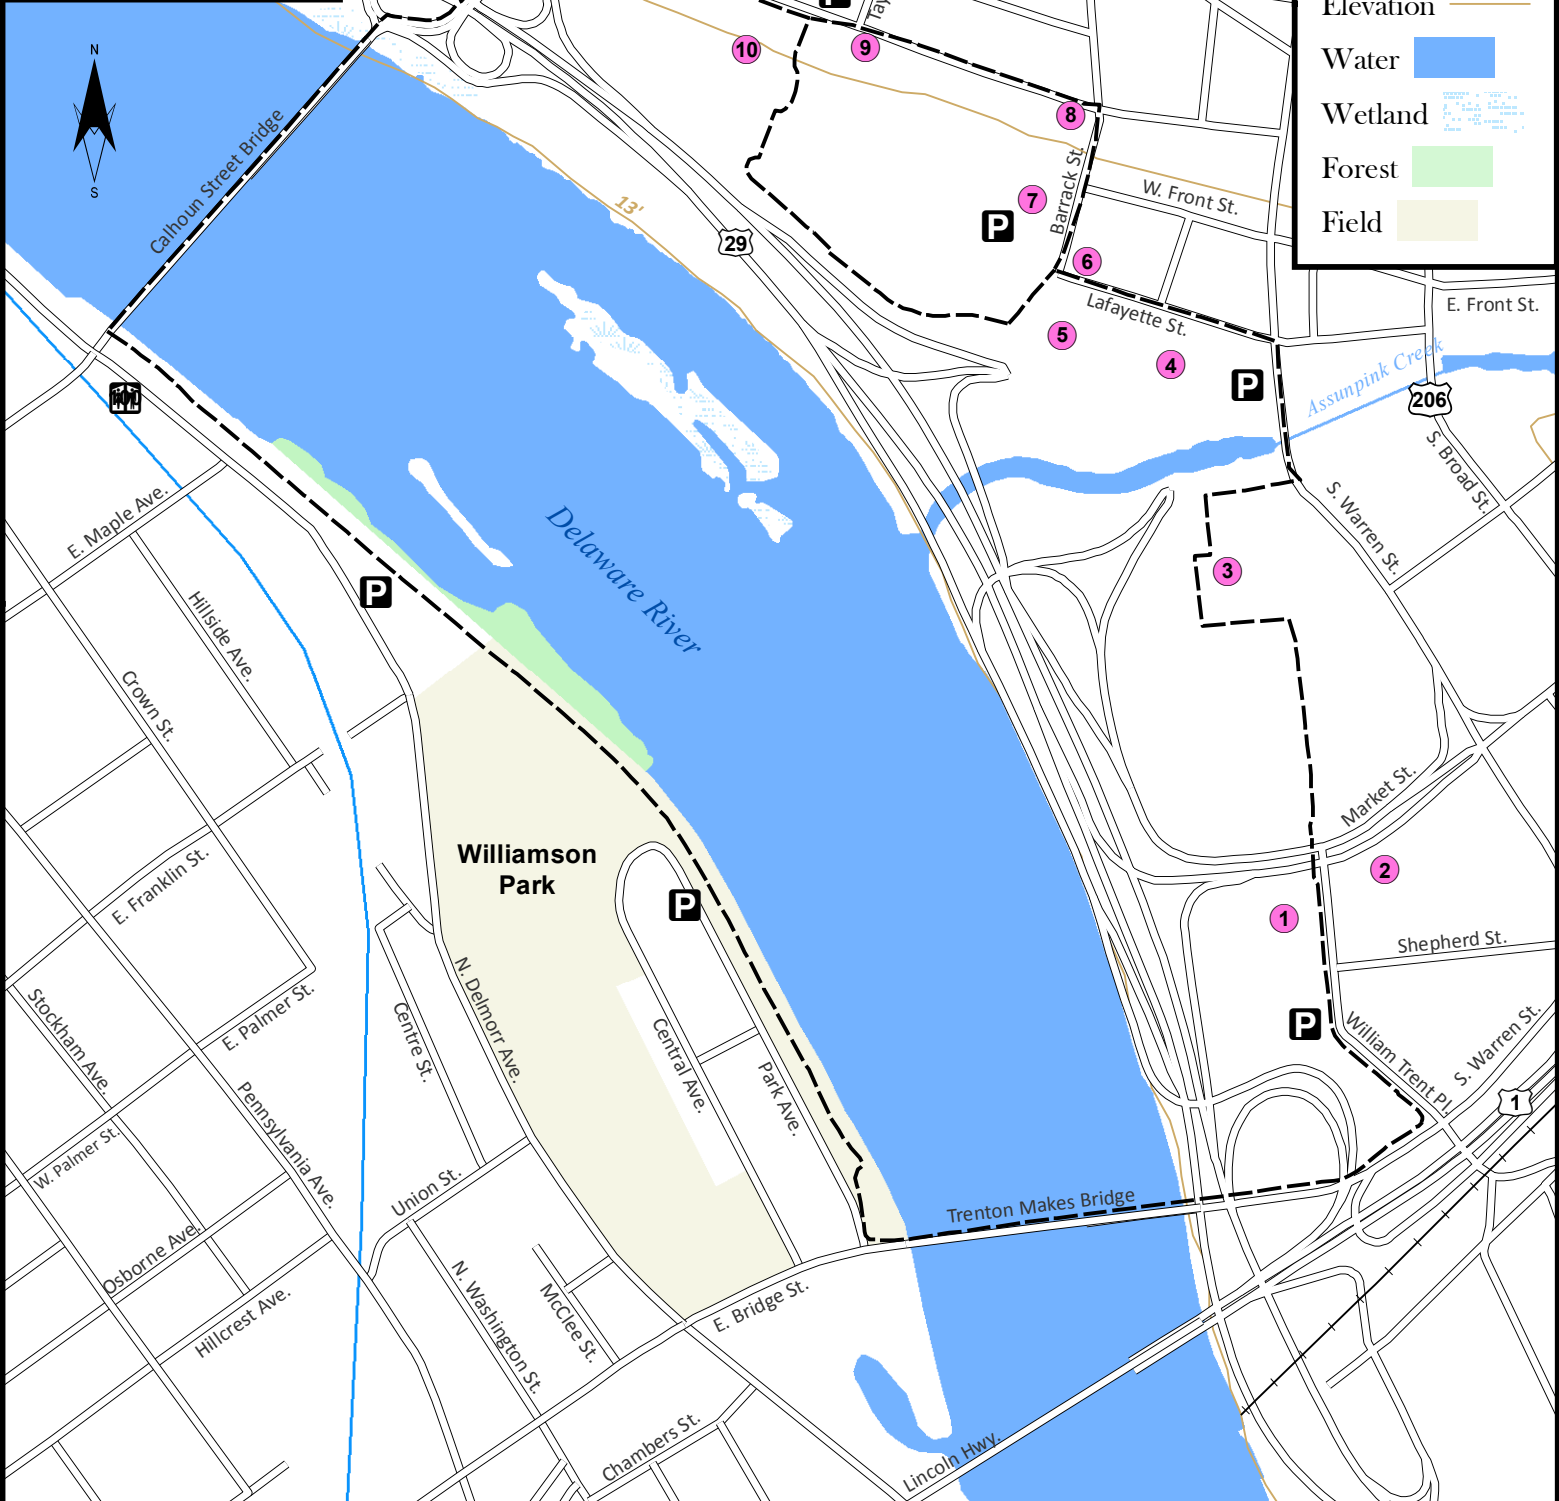 Elevation
Water
Wetland
Forest
Field
N
S
10
9
8
7
6
5
4
3
2
1
P
P
P
P
P
29
206
1
13'
Calhoun Street Bridge
Barrack St.
W. Front St.
Lafayette St.
E. Front St.
Assunpink Creek
S. Broad St.
S. Warren St.
Delaware River
E. Maple Ave.
Hillside Ave.
Crown St.
Market St.
Williamson
Park
E. Franklin St.
Shepherd St.
N. Delmorr Ave.
Centre St.
Stockham Ave.
E. Palmer St.
Central Ave.
Park Ave.
William Trent Pl.
S. Warren St.
W. Palmer St.
Pennsylvania Ave.
Union St.
Trenton Makes Bridge
Osborne Ave.
Hillcrest Ave.
N. Washington St.
McClee St.
E. Bridge St.
Chambers St.
Lincoln Hwy.